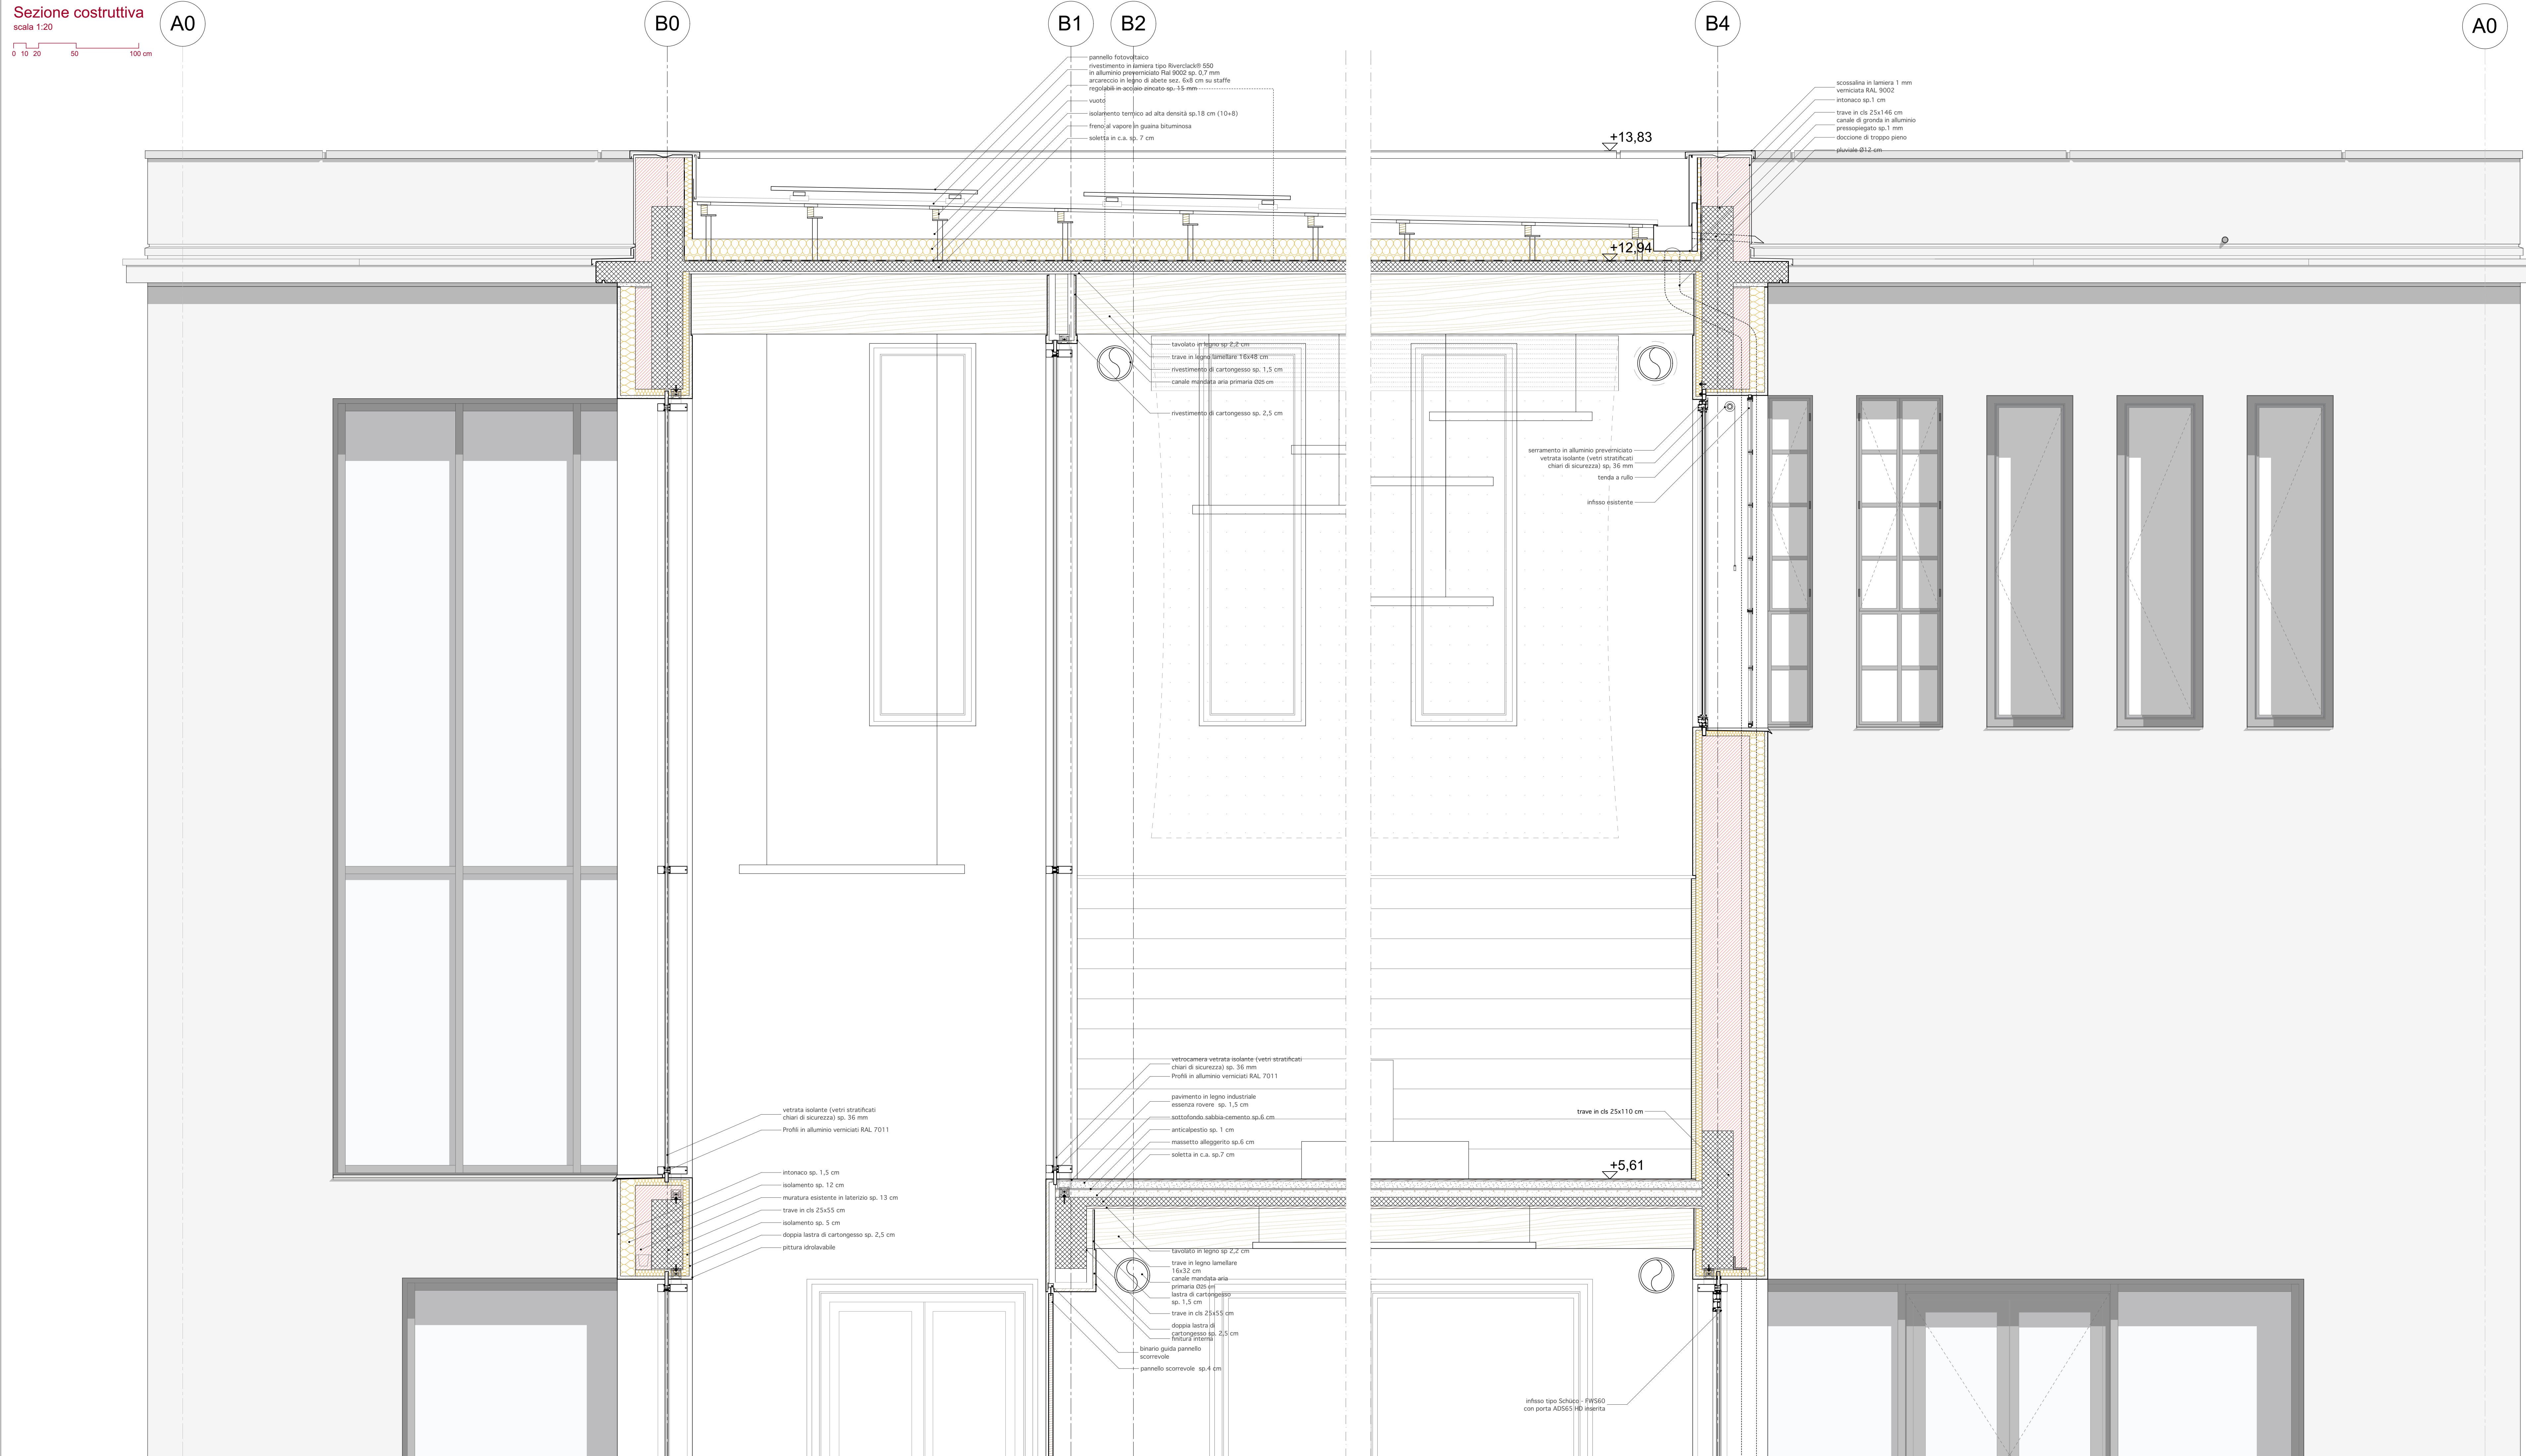 Sezione costruttiva
scala 1:20
0 10 20 50 100 cm
A0
B0
B1
B2
B4
A0
pannello fotovoltaico
rivestimento in lamiera tipo Riverclack® 550
in alluminio preverniciato Ral 9002 sp. 0,7 mm
arcareccio in legno di abete sez. 6x8 cm su staffe
regolabili in acciaio zincato sp. 15 mm
vuoto
isolamento termico ad alta densità sp.18 cm (10+8)
freno al vapore in guaina bituminosa
soletta in c.a. sp. 7 cm
scossalina in lamiera 1 mm
verniciata RAL 9002
intonaco sp.1 cm
trave in cls 25x146 cm
canale di gronda in alluminio
pressopiegato sp.1 mm
doccione di troppo pieno
pluviale Ø12 cm
+13,83
+12,94
tavolato in legno sp 2,2 cm
trave in legno lamellare 16x48 cm
rivestimento di cartongesso sp. 1,5 cm
canale mandata aria primaria Ø25 cm
rivestimento di cartongesso sp. 2,5 cm
serramento in alluminio preverniciato
vetrata isolante (vetri stratificati
chiari di sicurezza) sp. 36 mm
tenda a rullo
infisso esistente
vetrocamera vetrata isolante (vetri stratificati
chiari di sicurezza) sp. 36 mm
Profili in alluminio verniciati RAL 7011
pavimento in legno industriale
essenza rovere sp. 1,5 cm
sottofondo sabbia-cemento sp.6 cm
anticalpestio sp. 1 cm
massetto alleggerito sp.6 cm
soletta in c.a. sp.7 cm
trave in cls 25x110 cm
+5,61
vetrata isolante (vetri stratificati
chiari di sicurezza) sp. 36 mm
Profili in alluminio verniciati RAL 7011
intonaco sp. 1,5 cm
isolamento sp. 12 cm
muratura esistente in laterizio sp. 13 cm
trave in cls 25x55 cm
isolamento sp. 5 cm
doppia lastra di cartongesso sp. 2,5 cm
pittura idrolavabile
tavolato in legno sp 2,2 cm
trave in legno lamellare
16x32 cm
canale mandata aria
primaria Ø25 cm
lastra di cartongesso
sp. 1,5 cm
trave in cls 25x55 cm
doppia lastra di
cartongesso sp. 2,5 cm
finitura interna
binario guida pannello
scorrevole
pannello scorrevole sp.4 cm
infisso tipo Schüco - FWS60
con porta ADS65 HD inserita